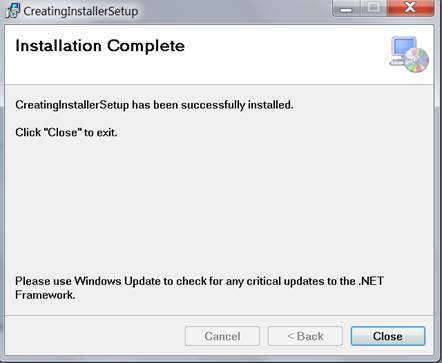 CreatingInstallerSetup
Installation Complete
CreatingInstallerSetup has been successfully installed.
Click "Close" to exit.
Please use Windows Update to check for any critical updates to the .NET
Framework.
Cancel
< Back
Close